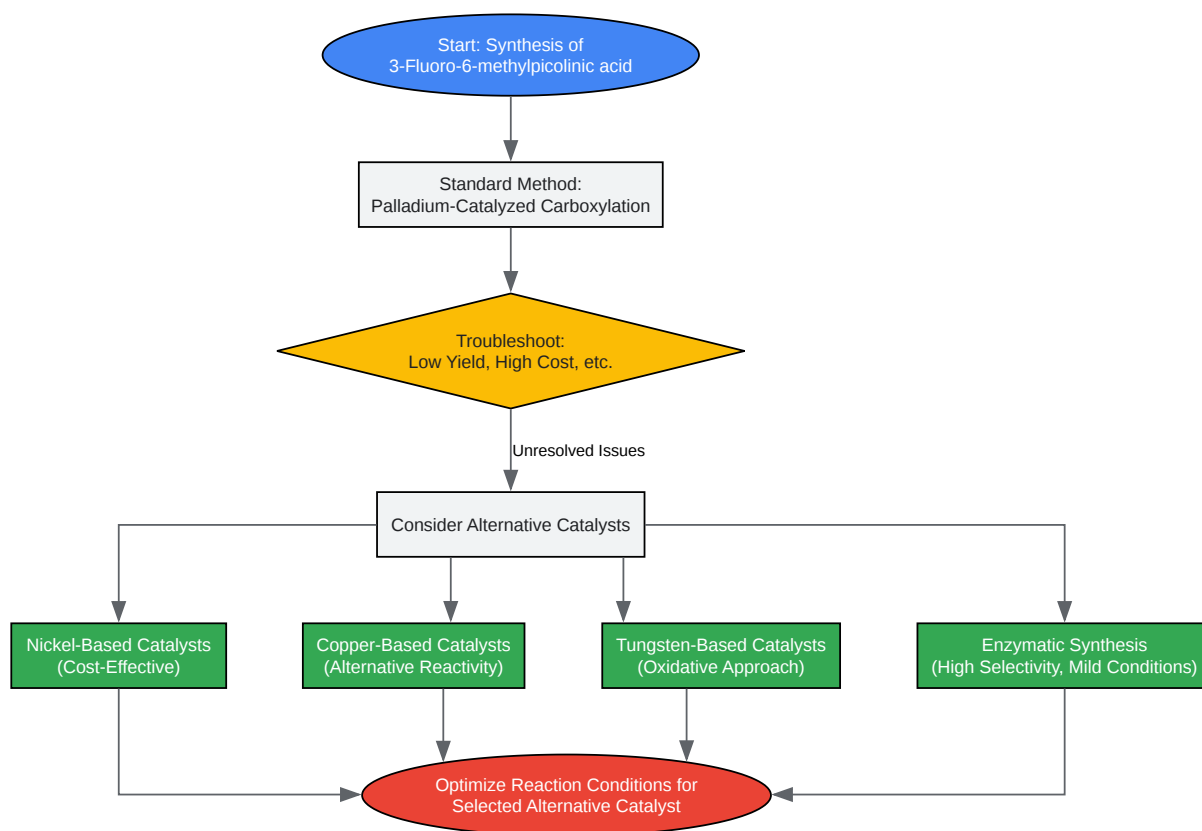 Start: Synthesis of
3-Fluoro-6-methylpicolinic acid
Standard Method:
Palladium-Catalyzed Carboxylation
Troubleshoot:
Low Yield, High Cost, etc.
Unresolved Issues
Consider Alternative Catalysts
Nickel-Based Catalysts
(Cost-Effective)
Copper-Based Catalysts
(Alternative Reactivity)
Tungsten-Based Catalysts
(Oxidative Approach)
Enzymatic Synthesis
(High Selectivity, Mild Conditions)
Optimize Reaction Conditions for
Selected Alternative Catalyst